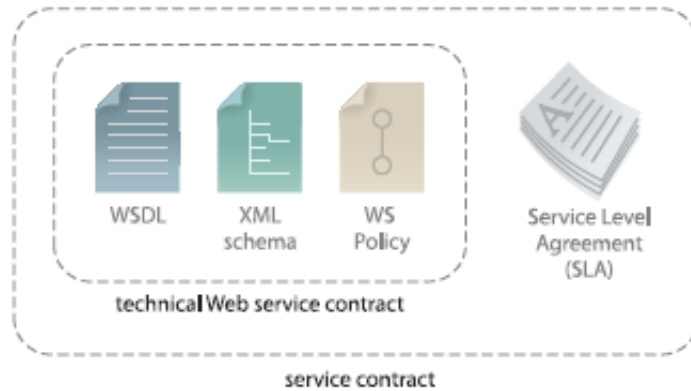 WSDL
XML
schema
WS
Policy
A
Service Level
Agreement
(SLA)
technical Web service contract
service contract